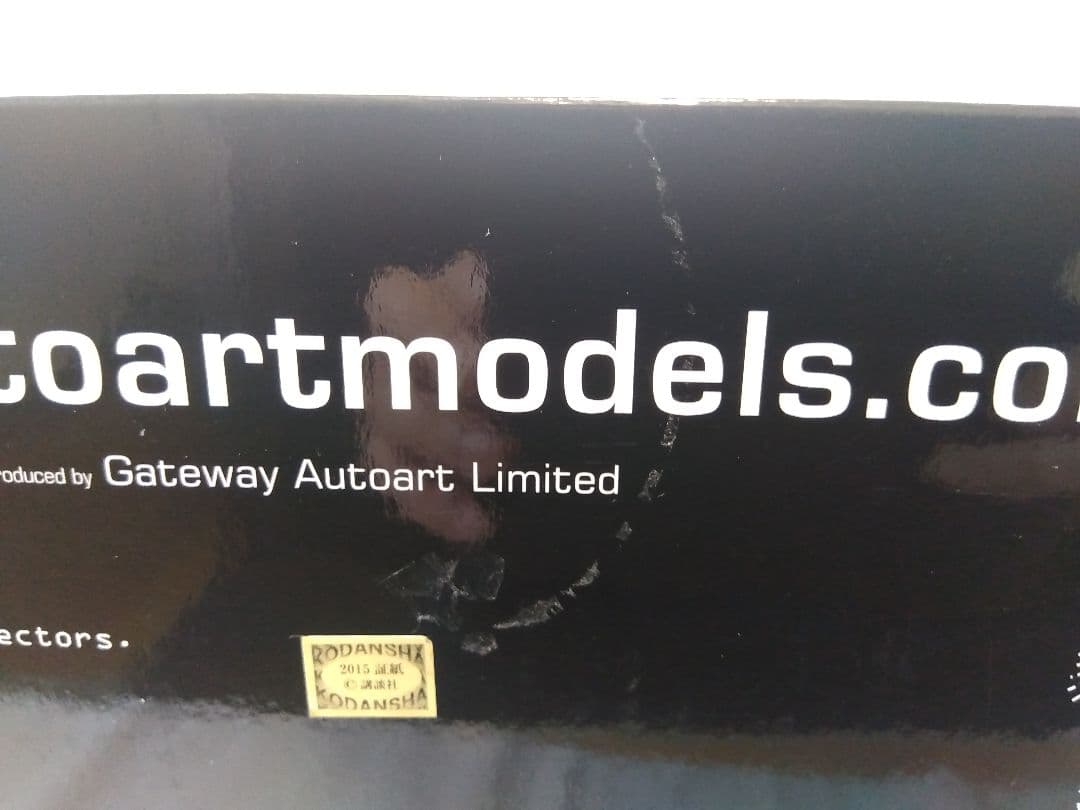 toartmodels.co
roduced by Gateway Autoart Limited
ectors.
KODANSHA
2015 証紙
© 講談社
KODANSHA